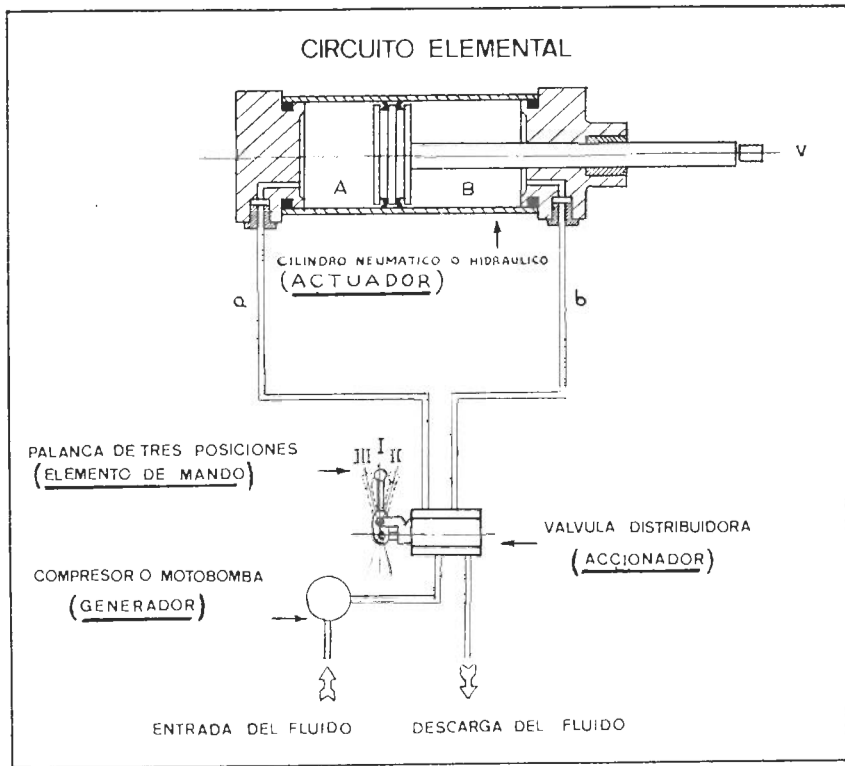 CIRCUITO ELEMENTAL
A
B
V
CILINDRO NEUMATICO O HIDRAULICO
(ACTUADOR)
a
b
PALANCA DE TRES POSICIONES
(ELEMENTO DE MANDO)
III I II
VALVULA DISTRIBUIDORA
(ACCIONADOR)
COMPRESOR O MOTOBOMBA
(GENERADOR)
ENTRADA DEL FLUIDO
DESCARGA DEL FLUIDO